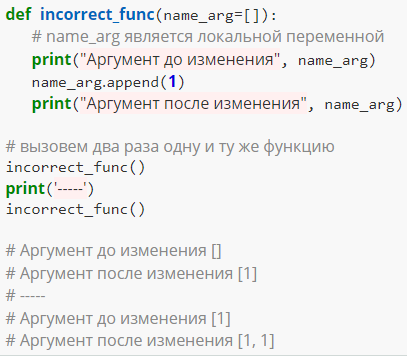 def incorrect_func(name_arg=[]):
    # name_arg является локальной переменной
    print("Аргумент до изменения", name_arg)
    name_arg.append(1)
    print("Аргумент после изменения", name_arg)

# вызовем два раза одну и ту же функцию
incorrect_func()
print('-----')
incorrect_func()

# Аргумент до изменения []
# Аргумент после изменения [1]
# -----
# Аргумент до изменения [1]
# Аргумент после изменения [1, 1]